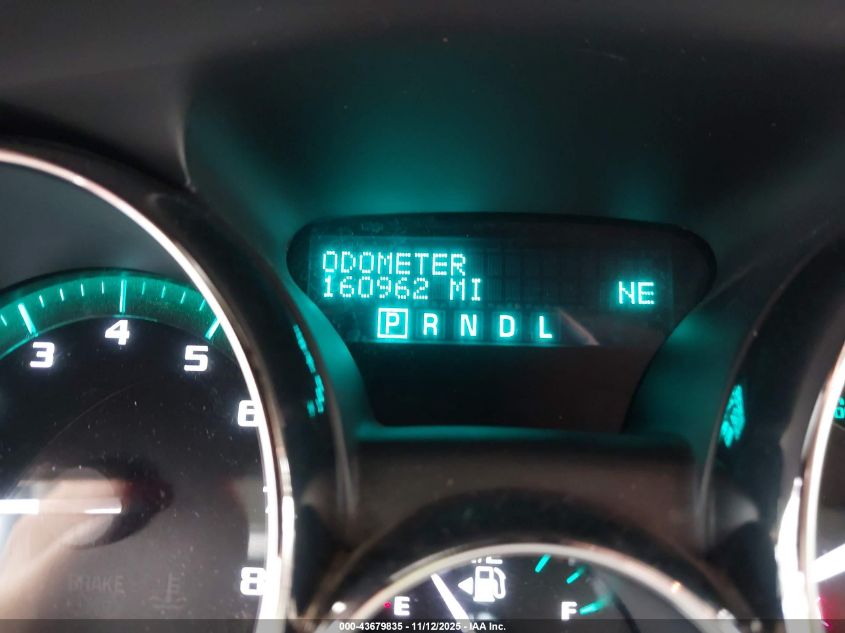 ODOMETER
160962 MI NE
P R N D L
3 4 5 6
8
E F
000-43679835 - 11/12/2025 - IAA Inc.